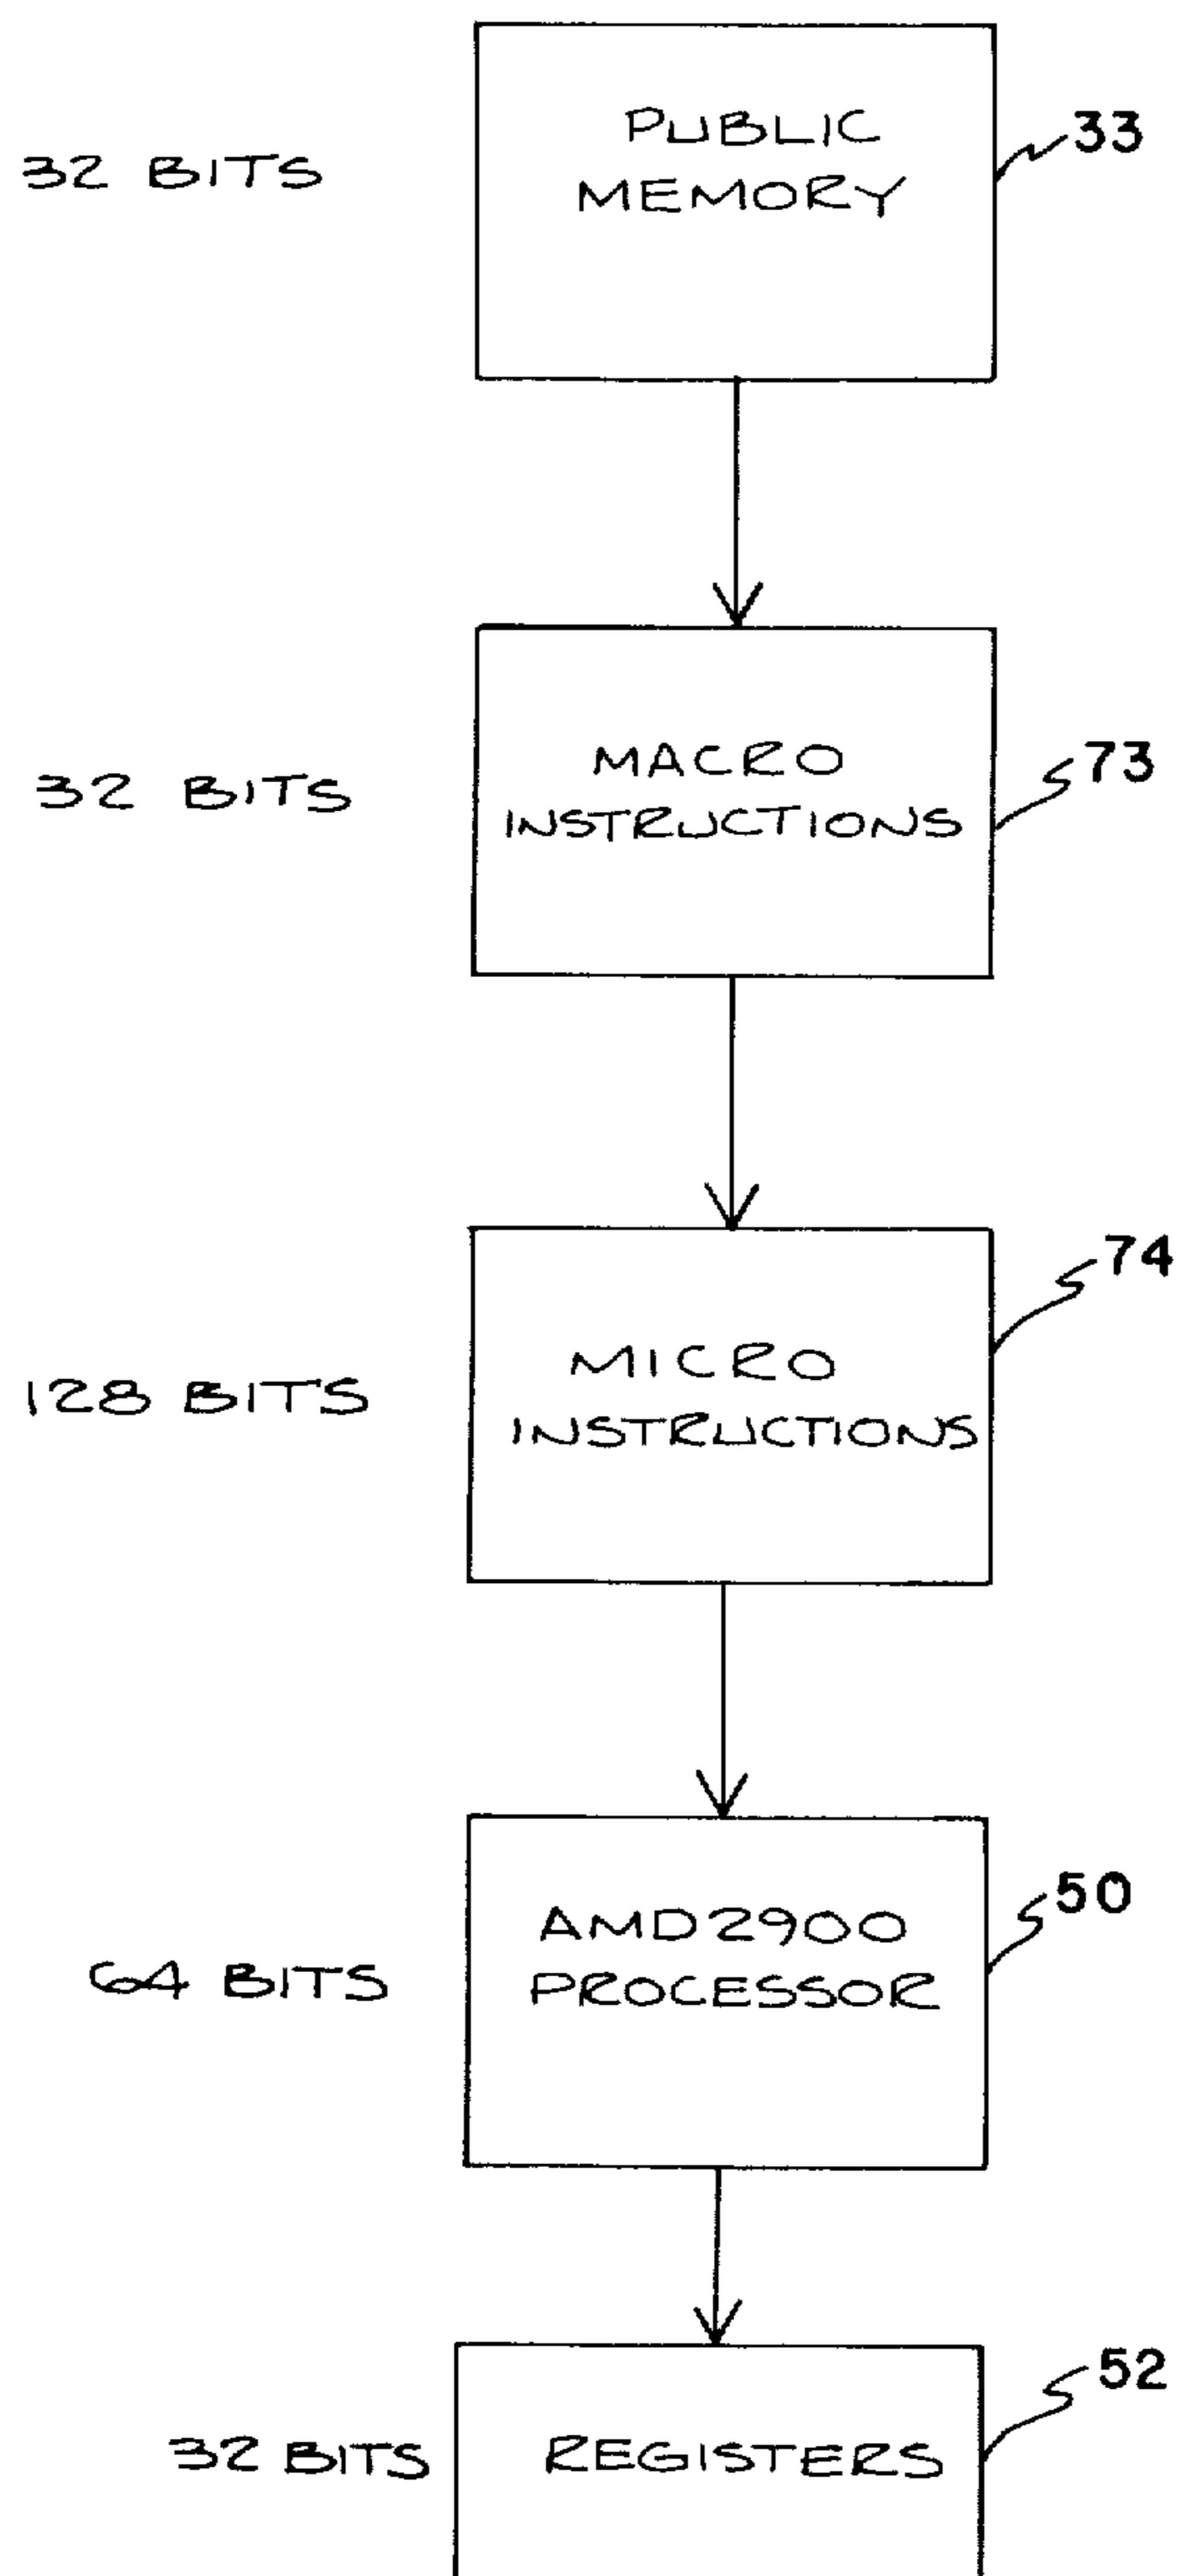 32 BITS
PUBLIC
MEMORY
33
32 BITS
MACRO
INSTRUCTIONS
73
128 BITS
MICRO
INSTRUCTIONS
74
64 BITS
AMD2900
PROCESSOR
50
32 BITS
REGISTERS
52